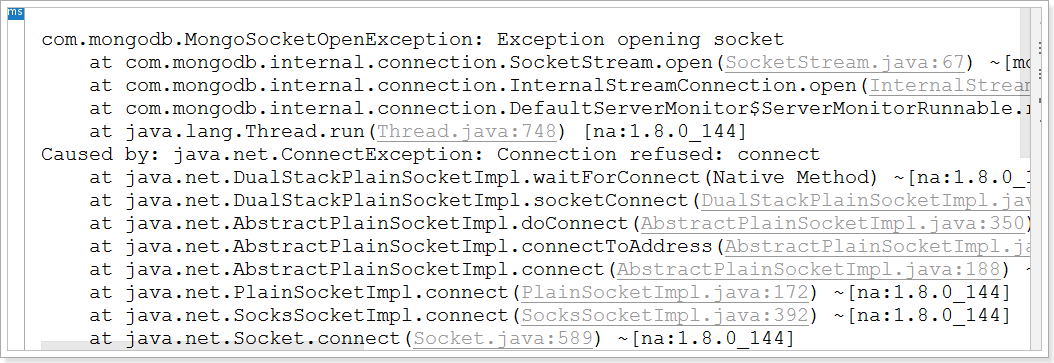 ms
com.mongodb.MongoSocketOpenException: Exception opening socket
at com.mongodb.internal.connection.SocketStream.open(SocketStream.java:67) ~[mo
at com.mongodb.internal.connection.InternalStreamConnection.open(InternalStream
at com.mongodb.internal.connection.DefaultServerMonitor$ServerMonitorRunnable.r
at java.lang.Thread.run(Thread.java:748) [na:1.8.0_144]
Caused by: java.net.ConnectException: Connection refused: connect
at java.net.DualStackPlainSocketImpl.waitForConnect(Native Method) ~[na:1.8.0_1
at java.net.DualStackPlainSocketImpl.socketConnect(DualStackPlainSocketImpl.jav
at java.net.AbstractPlainSocketImpl.doConnect(AbstractPlainSocketImpl.java:350)
at java.net.AbstractPlainSocketImpl.connectToAddress(AbstractPlainSocketImpl.ja
at java.net.AbstractPlainSocketImpl.connect(AbstractPlainSocketImpl.java:188) ~
at java.net.PlainSocketImpl.connect(PlainSocketImpl.java:172) ~[na:1.8.0_144]
at java.net.SocksSocketImpl.connect(SocksSocketImpl.java:392) ~[na:1.8.0_144]
at java.net.Socket.connect(Socket.java:589) ~[na:1.8.0_144]